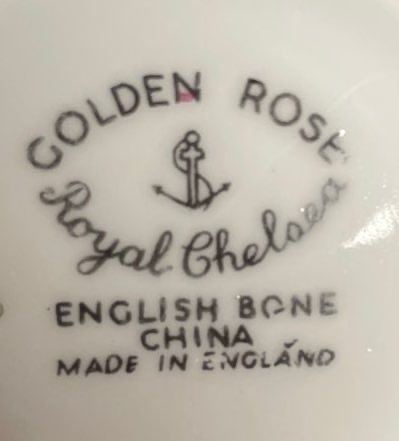 GOLDEN ROSE
Royal Chelsea
ENGLISH BONE
CHINA
MADE IN ENGLAND